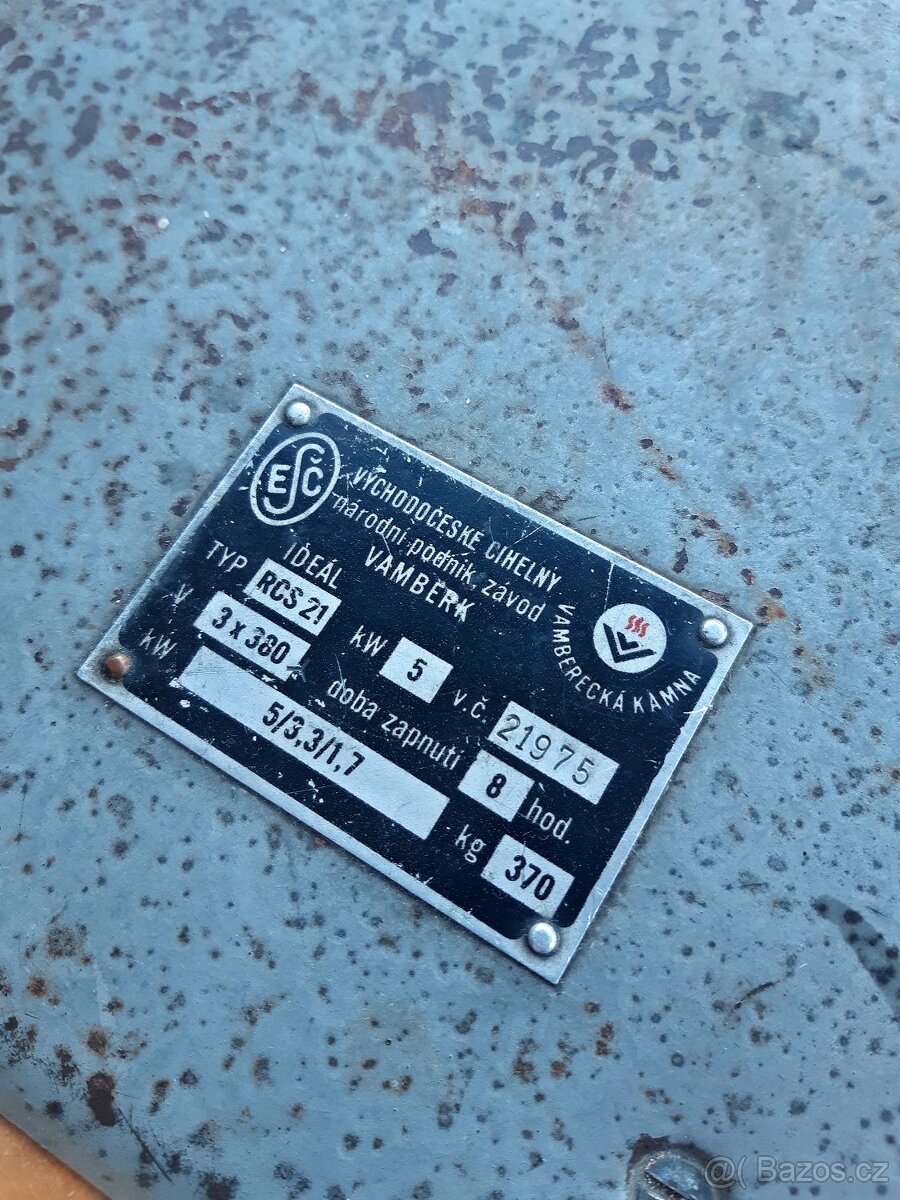 ESČ
VÝCHODOČESKÉ CIHELNY
národní podnik, závod
VAMBERK
TYP IDEÁL RCS 21
V 3 x 380 kW 5 v.č. 21975
kW 5/3,3/1,7 doba zapnutí 8 hod.
kg 370
VAMBERECKÁ KAMNA
@( Bazos.cz